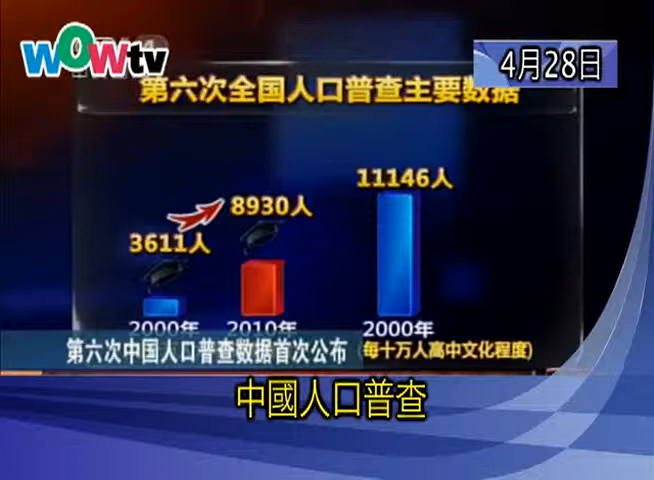 WOWtv
4月28日
第六次全国人口普查主要数据
11146人
8930人
3611人
2000年
2010年
2000年
第六次中国人口普查数据首次公布
(每十万人高中文化程度)
中國人口普查